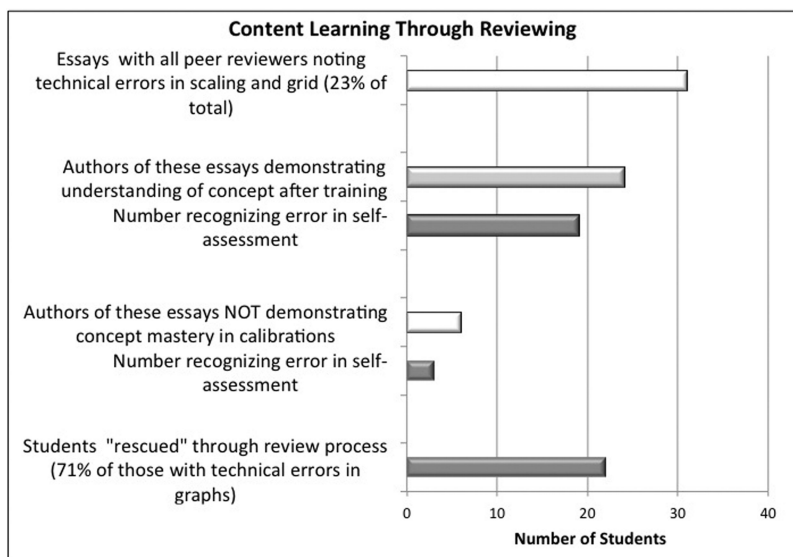 Content Learning Through Reviewing
Essays with all peer reviewers noting
technical errors in scaling and grid (23% of
total)
Authors of these essays demonstrating
understanding of concept after training
Number recognizing error in self-
assessment
Authors of these essays NOT demonstrating
concept mastery in calibrations
Number recognizing error in self-
assessment
Students "rescued" through review process
(71% of those with technical errors in
graphs)
0 10 20 30 40
Number of Students